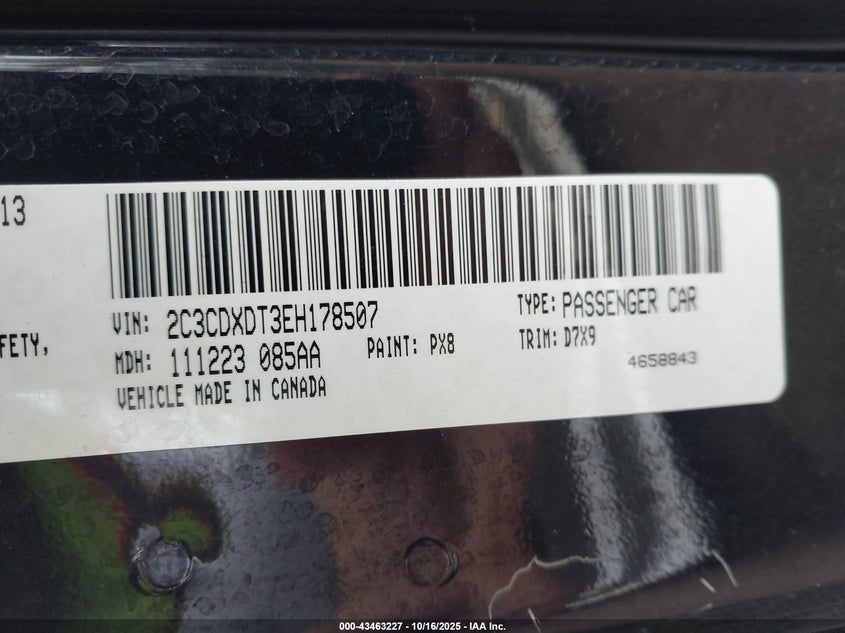 13
VIN: 2C3CDXDT3EH178507
TYPE: PASSENGER CAR
FETY,
MDH: 111223 085AA
PAINT: PX8
TRIM: D7X9
4658843
VEHICLE MADE IN CANADA
000-43463227 - 10/16/2025 - IAA Inc.